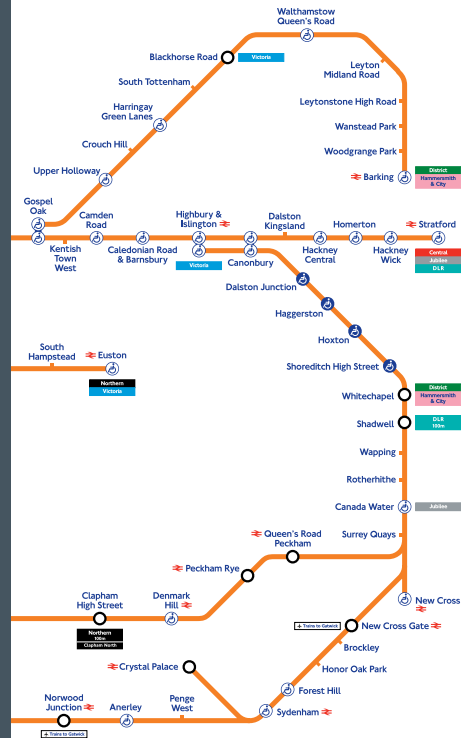 Walthamstow
Queen's Road
Blackhorse Road
Victoria
Leyton
Midland Road
South Tottenham
Harringay
Green Lanes
Leytonstone High Road
Crouch Hill
Wanstead Park
Woodgrange Park
Upper Holloway
Barking
District
Hammersmith
& City
Gospel
Oak
Camden
Road
Highbury &
Islington
Dalston
Kingsland
Homerton
Stratford
Kentish
Town
West
Caledonian Road
& Barnsbury
Victoria
Canonbury
Hackney
Central
Hackney
Wick
Central
Jubilee
DLR
Dalston Junction
Haggerston
Hoxton
South
Hampstead
Euston
Northern
Victoria
Shoreditch High Street
Whitechapel
District
Hammersmith
& City
Shadwell
DLR
100m
Wapping
Rotherhithe
Canada Water
Jubilee
Surrey Quays
Queen's Road
Peckham
Peckham Rye
Clapham
High Street
Northern
100m
Clapham North
Denmark
Hill
New Cross
Trains to Gatwick
New Cross Gate
Brockley
Honor Oak Park
Crystal Palace
Forest Hill
Sydenham
Norwood
Junction
Trains to Gatwick
Anerley
Penge
West